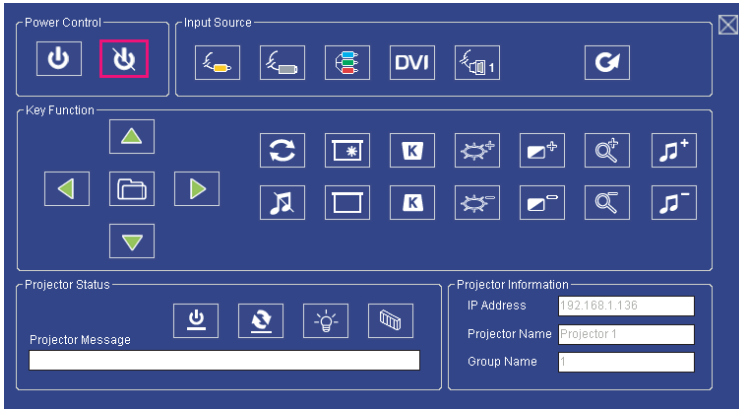 Power Control
Input Source
DVI
1
Key Function
K
K
Projector Status
Projector Message
Projector Information
IP Address 192.168.1.136
Projector Name Projector 1
Group Name 1